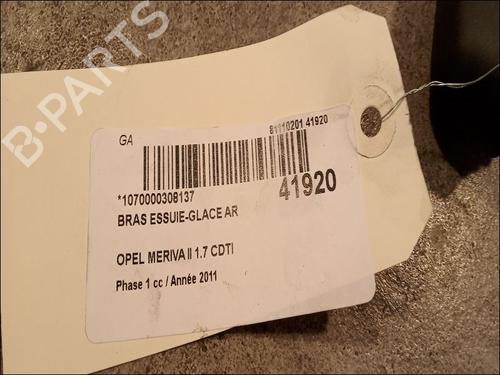 B-PARTS
GA
81110201 41920
*1070000308137
41920
BRAS ESSUIE-GLACE AR
OPEL MERIVA II 1.7 CDTI
Phase 1 cc / Année 2011